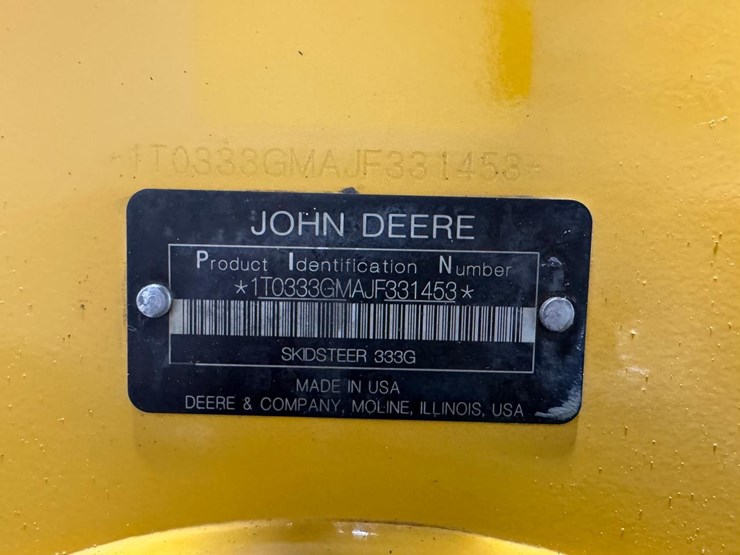 *1T0333GMAJF331453*
JOHN DEERE
Product Identification Number
*1T0333GMAJF331453*
SKIDSTEER 333G
MADE IN USA
DEERE & COMPANY, MOLINE, ILLINOIS, USA